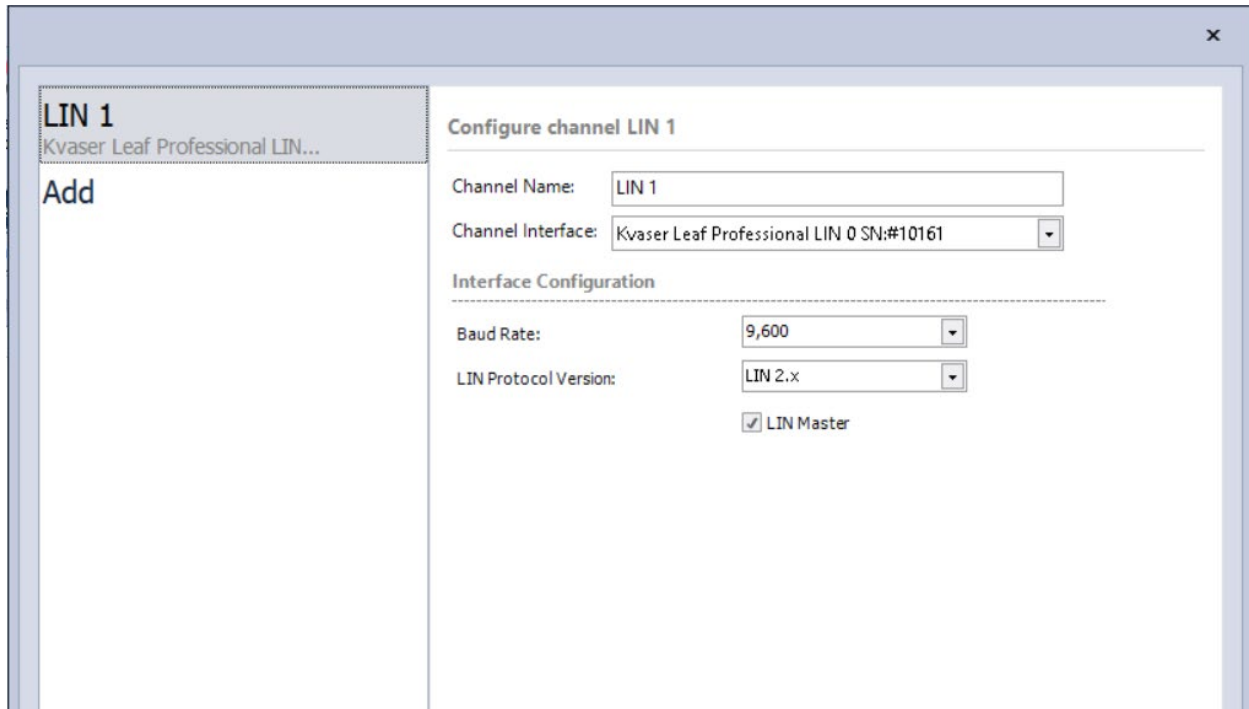 LIN 1
Kvaser Leaf Professional LIN...
Add
Configure channel LIN 1
Channel Name: LIN 1
Channel Interface: Kvaser Leaf Professional LIN 0 SN:#10161
Interface Configuration
Baud Rate: 9,600
LIN Protocol Version: LIN 2.x
LIN Master